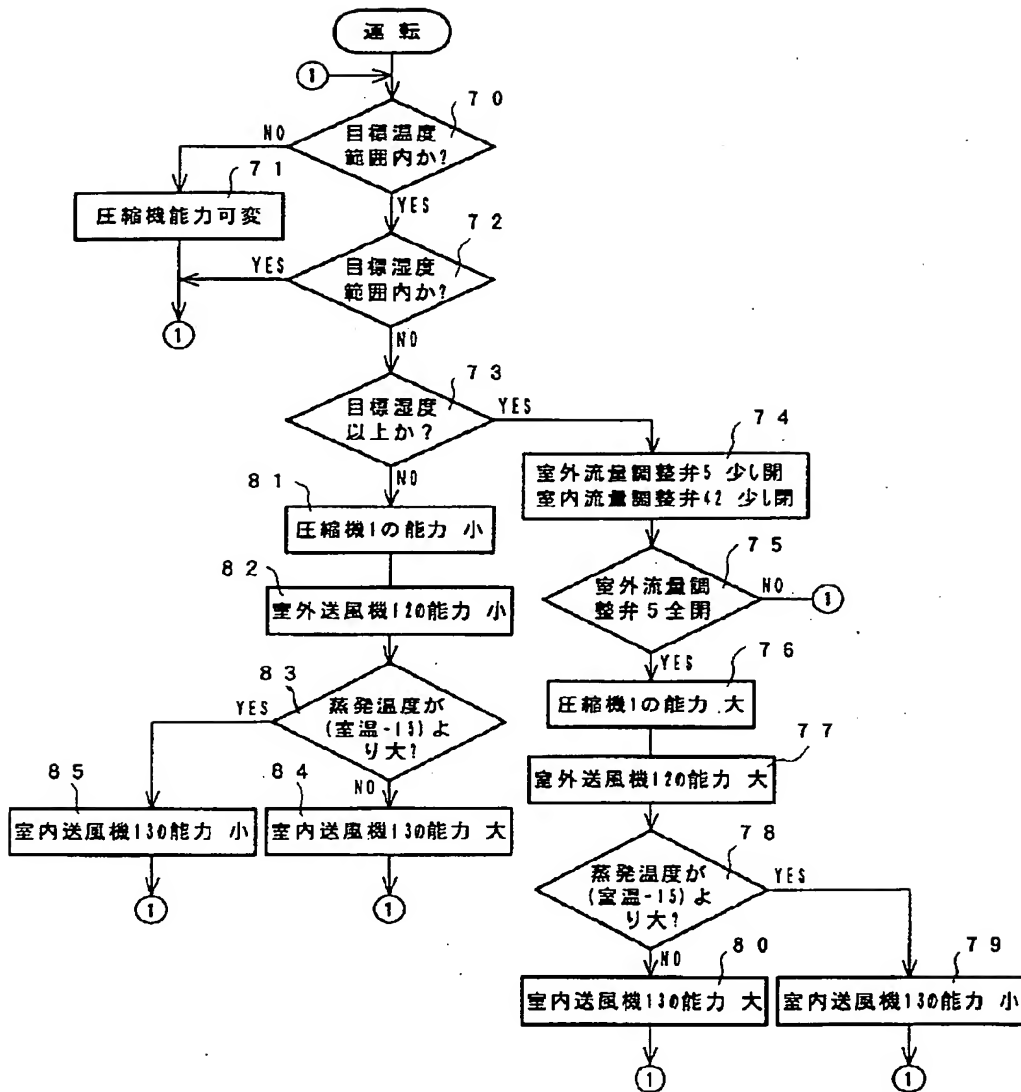 運転
①
70
目標温度
範囲内か?
NO
YES
71
圧縮機能力可変
72
目標湿度
範囲内か?
YES
NO
①
73
目標湿度
以上か?
YES
NO
74
室外流量調整弁5 少し開
室内流量調整弁42 少し閉
75
室外流量調
整弁5全開
NO
①
YES
76
圧縮機1の能力 大
77
室外送風機120能力 大
78
蒸発温度が
(室温-15)よ
り大?
YES
NO
79
室内送風機130能力 小
①
80
室内送風機130能力 大
①
81
圧縮機1の能力 小
82
室外送風機120能力 小
83
蒸発温度が
(室温-15)よ
り大?
YES
NO
84
室内送風機130能力 大
①
85
室内送風機130能力 小
①